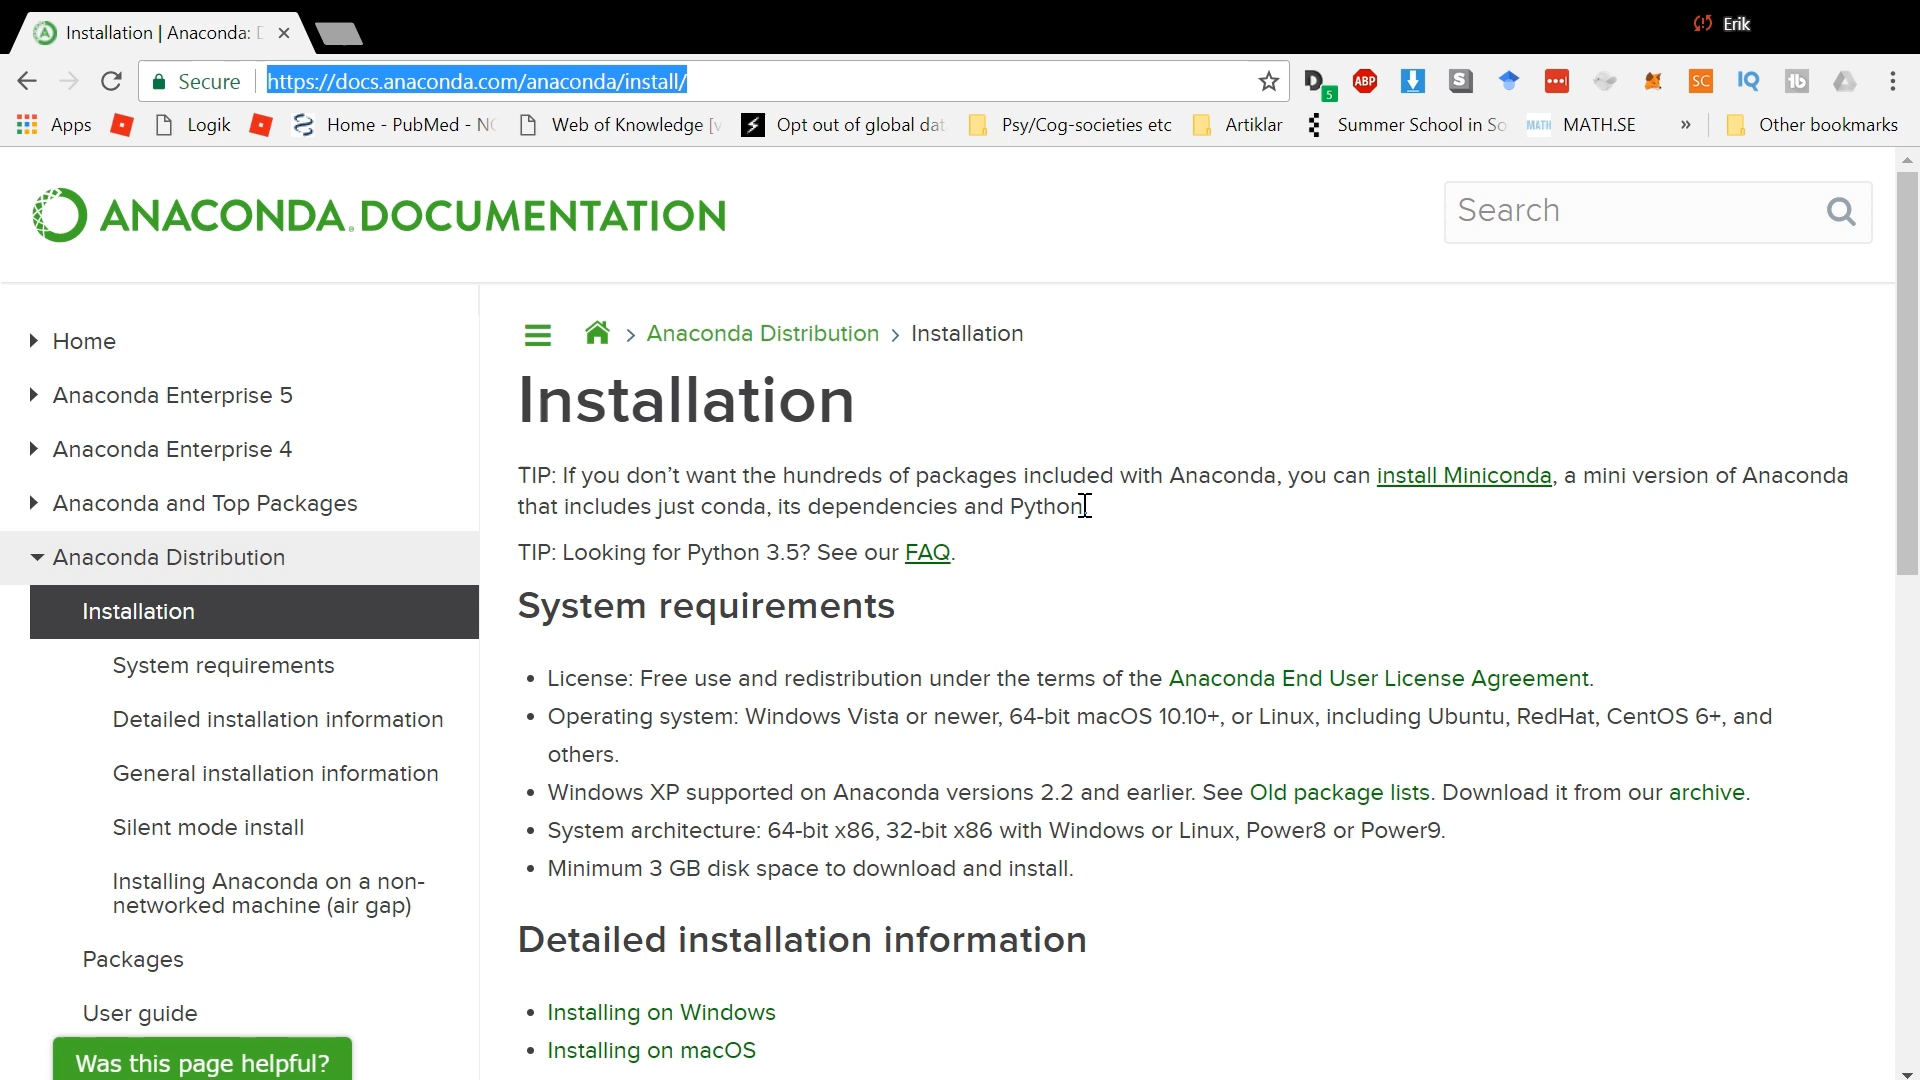 Installation | Anaconda:
Erik
Secure https://docs.anaconda.com/anaconda/install/
5 ABP S SC IQ tb
Apps Logik Home - PubMed - Web of Knowledge Opt out of global Psy/Cog-societies etc Artiklar Summer School in MATH MATH.SE » Other bookmarks
ANACONDA. DOCUMENTATION
Search
Home
Anaconda Enterprise 5
Anaconda Enterprise 4
Anaconda and Top Packages
Anaconda Distribution
Installation
System requirements
Detailed installation information
General installation information
Silent mode install
Installing Anaconda on a non-
networked machine (air gap)
Packages
User guide
Was this page helpful?
> Anaconda Distribution > Installation
Installation
TIP: If you don’t want the hundreds of packages included with Anaconda, you can install Miniconda, a mini version of Anaconda
that includes just conda, its dependencies and Python.
TIP: Looking for Python 3.5? See our FAQ.
System requirements
• License: Free use and redistribution under the terms of the Anaconda End User License Agreement.
• Operating system: Windows Vista or newer, 64-bit macOS 10.10+, or Linux, including Ubuntu, RedHat, CentOS 6+, and
others.
• Windows XP supported on Anaconda versions 2.2 and earlier. See Old package lists. Download it from our archive.
• System architecture: 64-bit x86, 32-bit x86 with Windows or Linux, Power8 or Power9.
• Minimum 3 GB disk space to download and install.
Detailed installation information
• Installing on Windows
• Installing on macOS